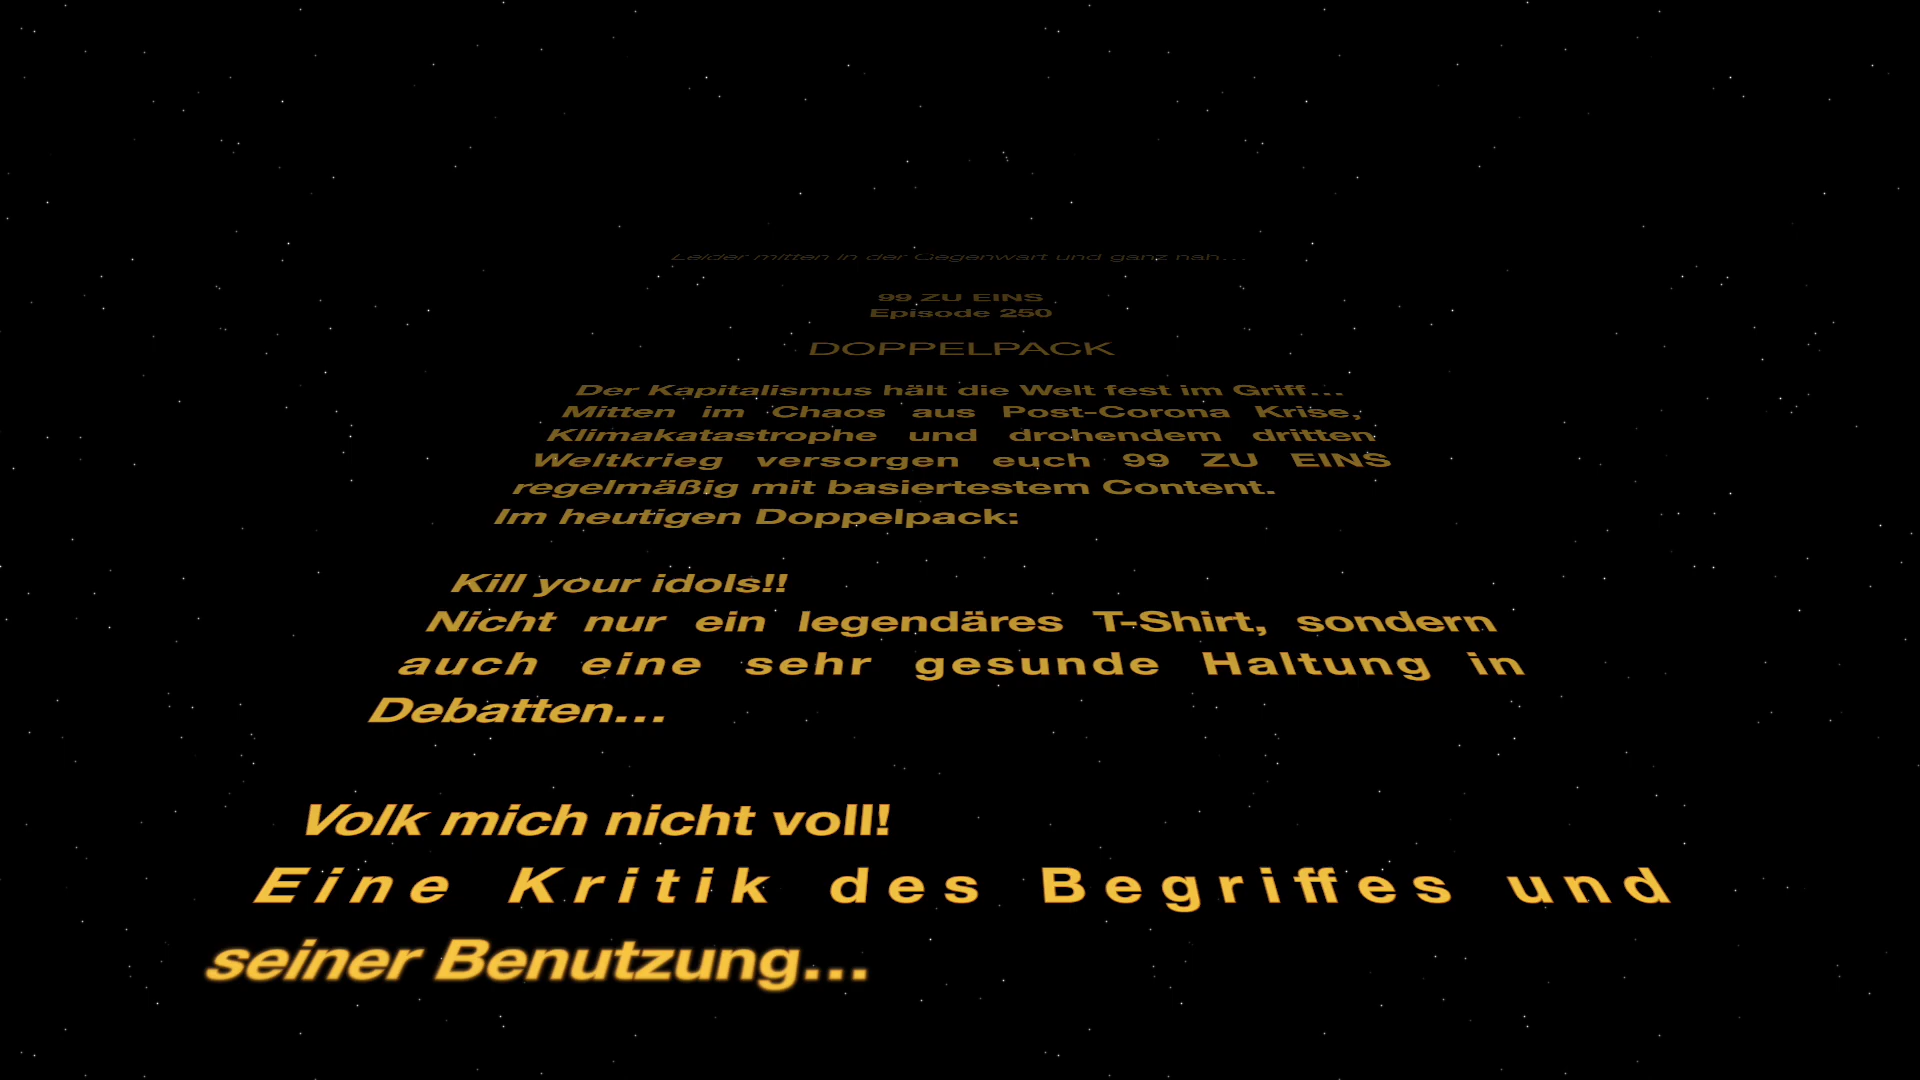 Leider mitten in der Gegenwart und ganz nah...
99 ZU EINS
Episode 250
DOPPELPACK
Der Kapitalismus hält die Welt fest im Griff...
Mitten im Chaos aus Post-Corona Krise,
Klimakatastrophe und drohendem dritten
Weltkrieg versorgen euch 99 ZU EINS
regelmäßig mit basiertestem Content.
Im heutigen Doppelpack:
Kill your idols!!
Nicht nur ein legendäres T-Shirt, sondern
auch eine sehr gesunde Haltung in
Debatten...
Volk mich nicht voll!
Eine Kritik des Begriffes und
seiner Benutzung...